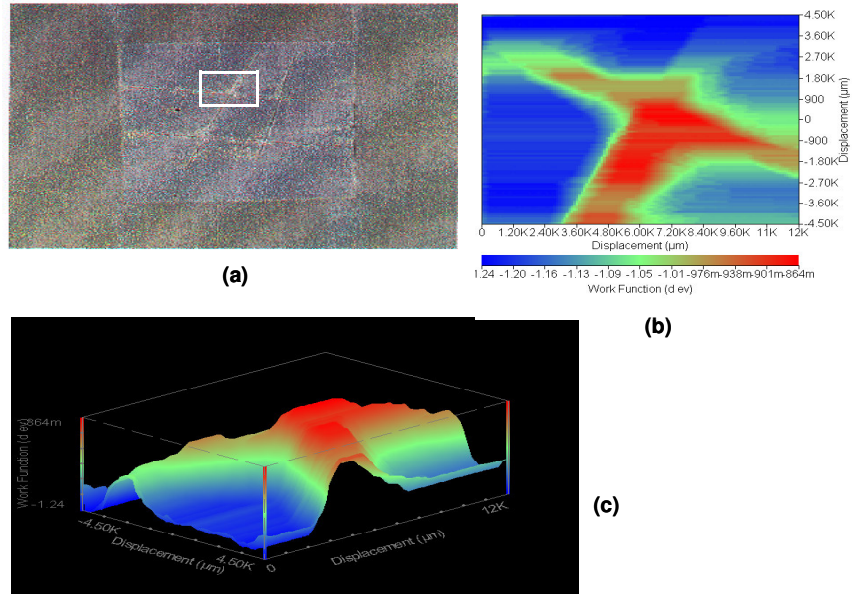 (a)
4.50K
3.60K
2.70K
1.80K
900
0
-900
-1.80K
-2.70K
-3.60K
-4.50K
Displacement (µm)
0 1.20K 2.40K 3.60K 4.80K 6.00K 7.20K 8.40K 9.60K 11K 12K
Displacement (µm)
1.24 -1.20 -1.16 -1.13 -1.09 -1.05 -1.01 -976m -938m -901m -864m
Work Function (d ev)
(b)
-864m
Work Function (d ev)
-1.24
-4.50K
Displacement (µm)
4.50K
0
Displacement (µm)
12K
(c)